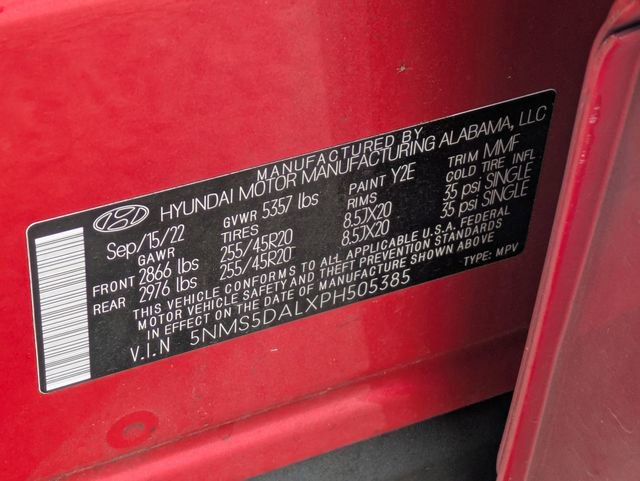 MANUFACTURED BY
HYUNDAI MOTOR MANUFACTURING ALABAMA, LLC
Sep/15/22 GVWR 5357 lbs PAINT Y2E TRIM MMF
GAWR TIRES RIMS COLD TIRE INFL
FRONT 2866 lbs 255/45R20 8.5JX20 35 psi SINGLE
REAR 2976 lbs 255/45R20 8.5JX20 35 psi SINGLE
THIS VEHICLE CONFORMS TO ALL APPLICABLE U.S.A. FEDERAL
MOTOR VEHICLE SAFETY AND THEFT PREVENTION STANDARDS
IN EFFECT ON THE DATE OF MANUFACTURE SHOWN ABOVE
V.I.N 5NMS5DALXPH505385 TYPE: MPV